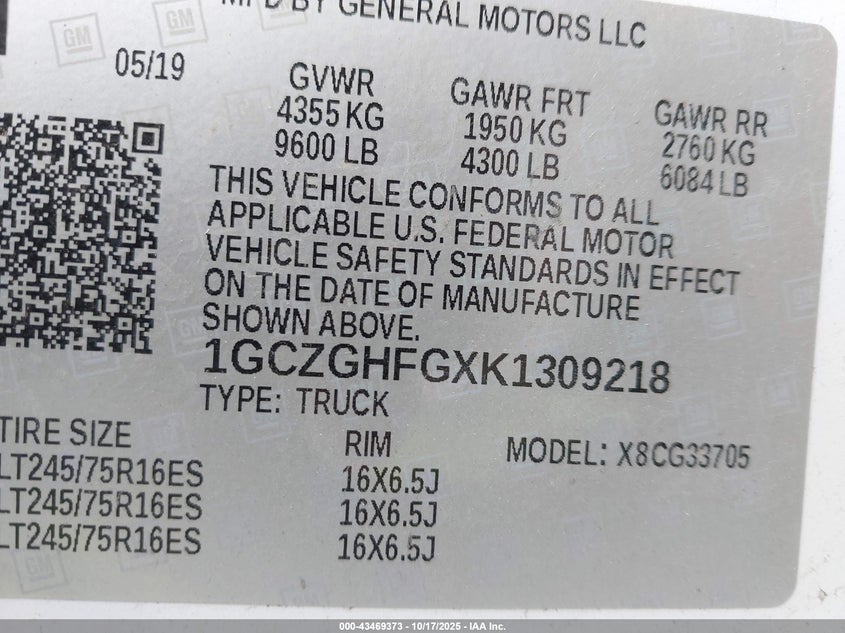 MFD BY GENERAL MOTORS LLC
05/19
GVWR
4355 KG
9600 LB
GAWR FRT
1950 KG
4300 LB
GAWR RR
2760 KG
6084 LB
THIS VEHICLE CONFORMS TO ALL
APPLICABLE U.S. FEDERAL MOTOR
VEHICLE SAFETY STANDARDS IN EFFECT
ON THE DATE OF MANUFACTURE
SHOWN ABOVE.
1GCZGHFGXK1309218
TYPE: TRUCK
MODEL: X8CG33705
TIRE SIZE
RIM
LT245/75R16ES 16X6.5J
LT245/75R16ES 16X6.5J
LT245/75R16ES 16X6.5J
GM
000-43469373 - 10/17/2025 - IAA Inc.